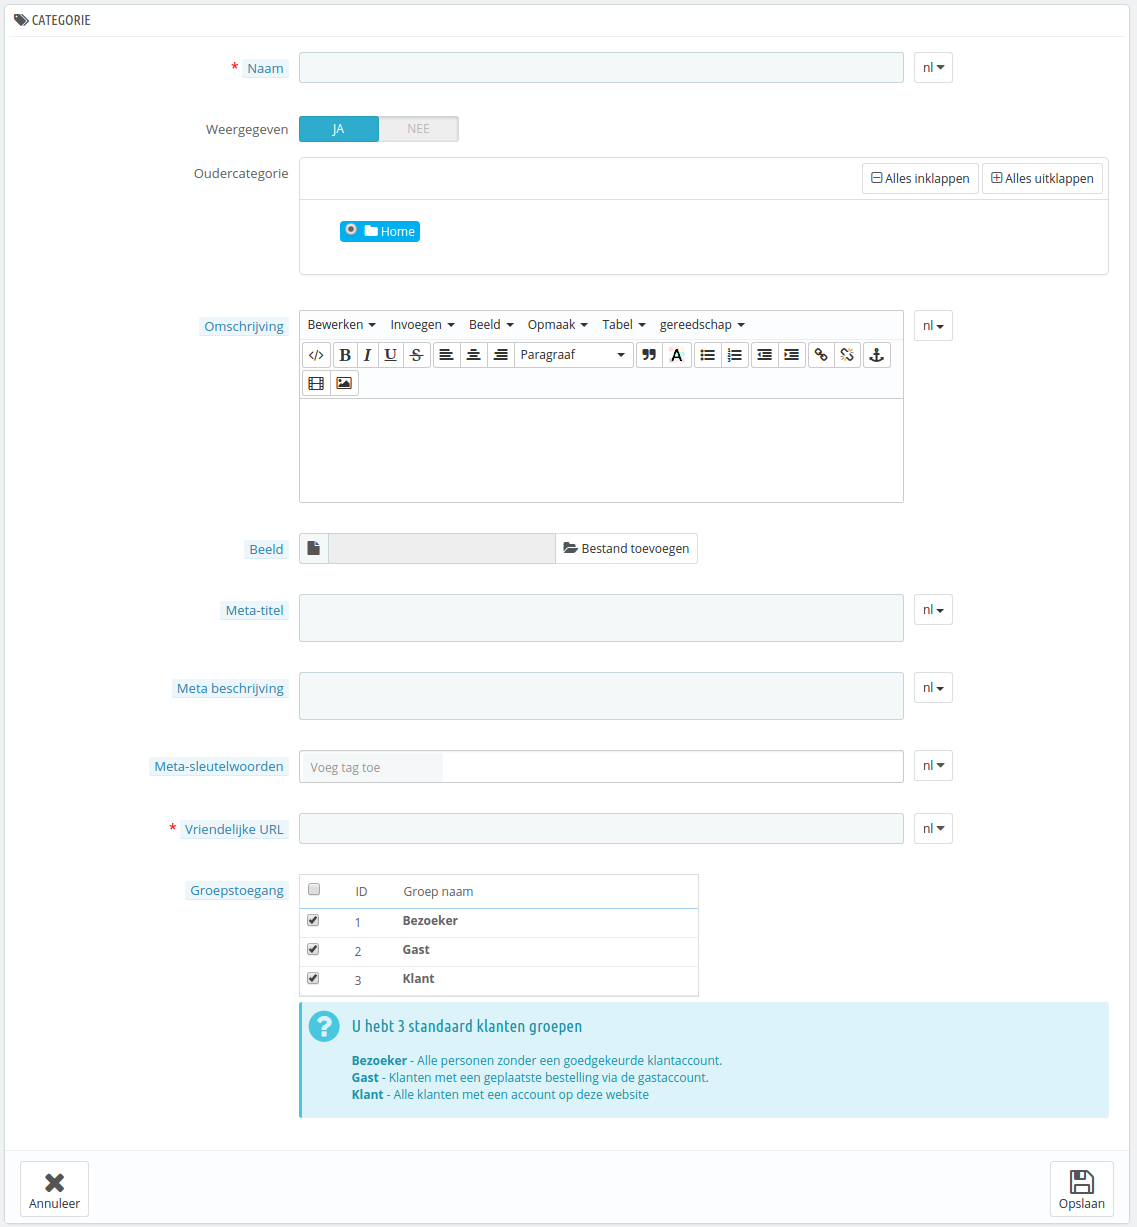 CATEGORIE
* Naam
nl
Weergegeven
JA
NEE
Oudercategorie
Alles inklappen
Alles uitklappen
Home
Omschrijving
Bewerken
Invoegen
Beeld
Opmaak
Tabel
gereedschap
nl
</>
B
I
U
S
Paragraaf
A
Beeld
Bestand toevoegen
Meta-titel
nl
Meta beschrijving
nl
Meta-sleutelwoorden
Voeg tag toe
nl
* Vriendelijke URL
nl
Groepstoegang
ID
Groep naam
1
Bezoeker
2
Gast
3
Klant
?
U hebt 3 standaard klanten groepen
Bezoeker - Alle personen zonder een goedgekeurde klantaccount.
Gast - Klanten met een geplaatste bestelling via de gastaccount.
Klant - Alle klanten met een account op deze website
Annuleer
Opslaan